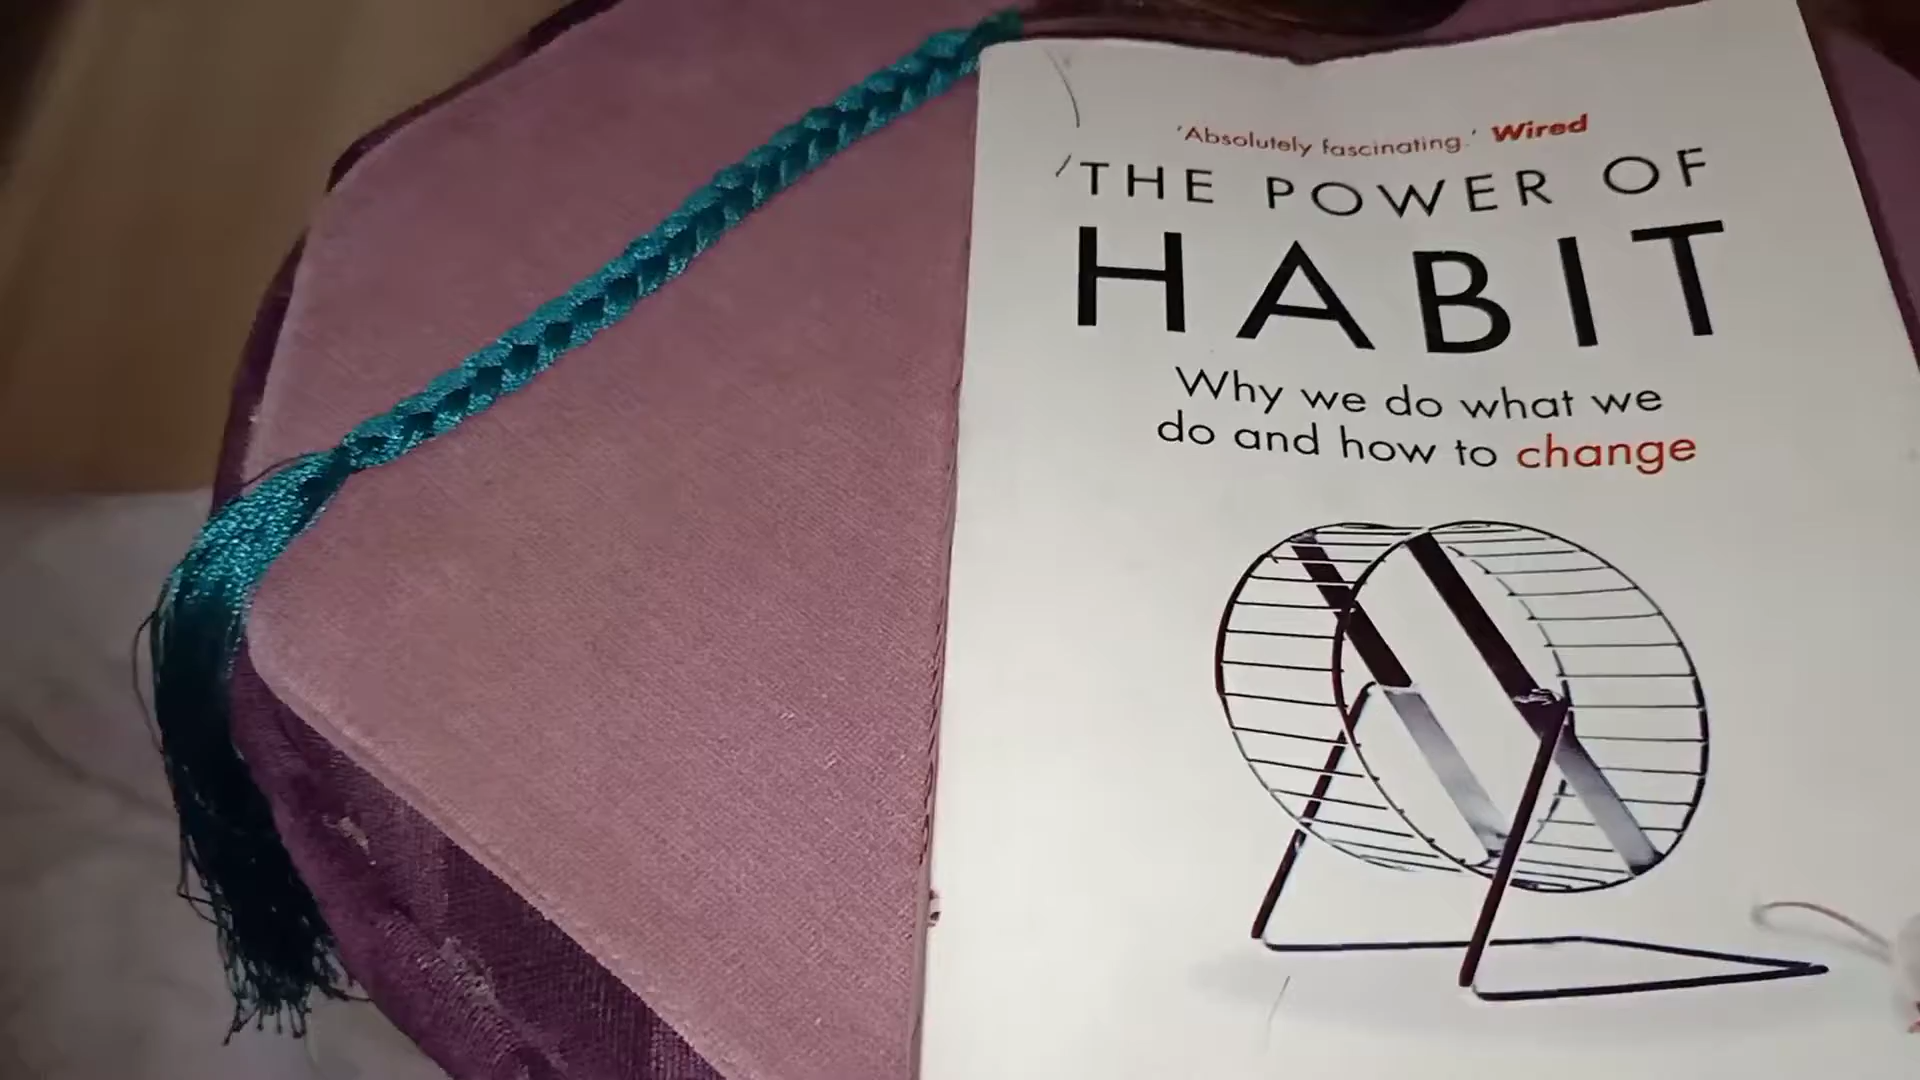 'Absolutely fascinating.' Wired
THE POWER OF
HABIT
Why we do what we
do and how to change